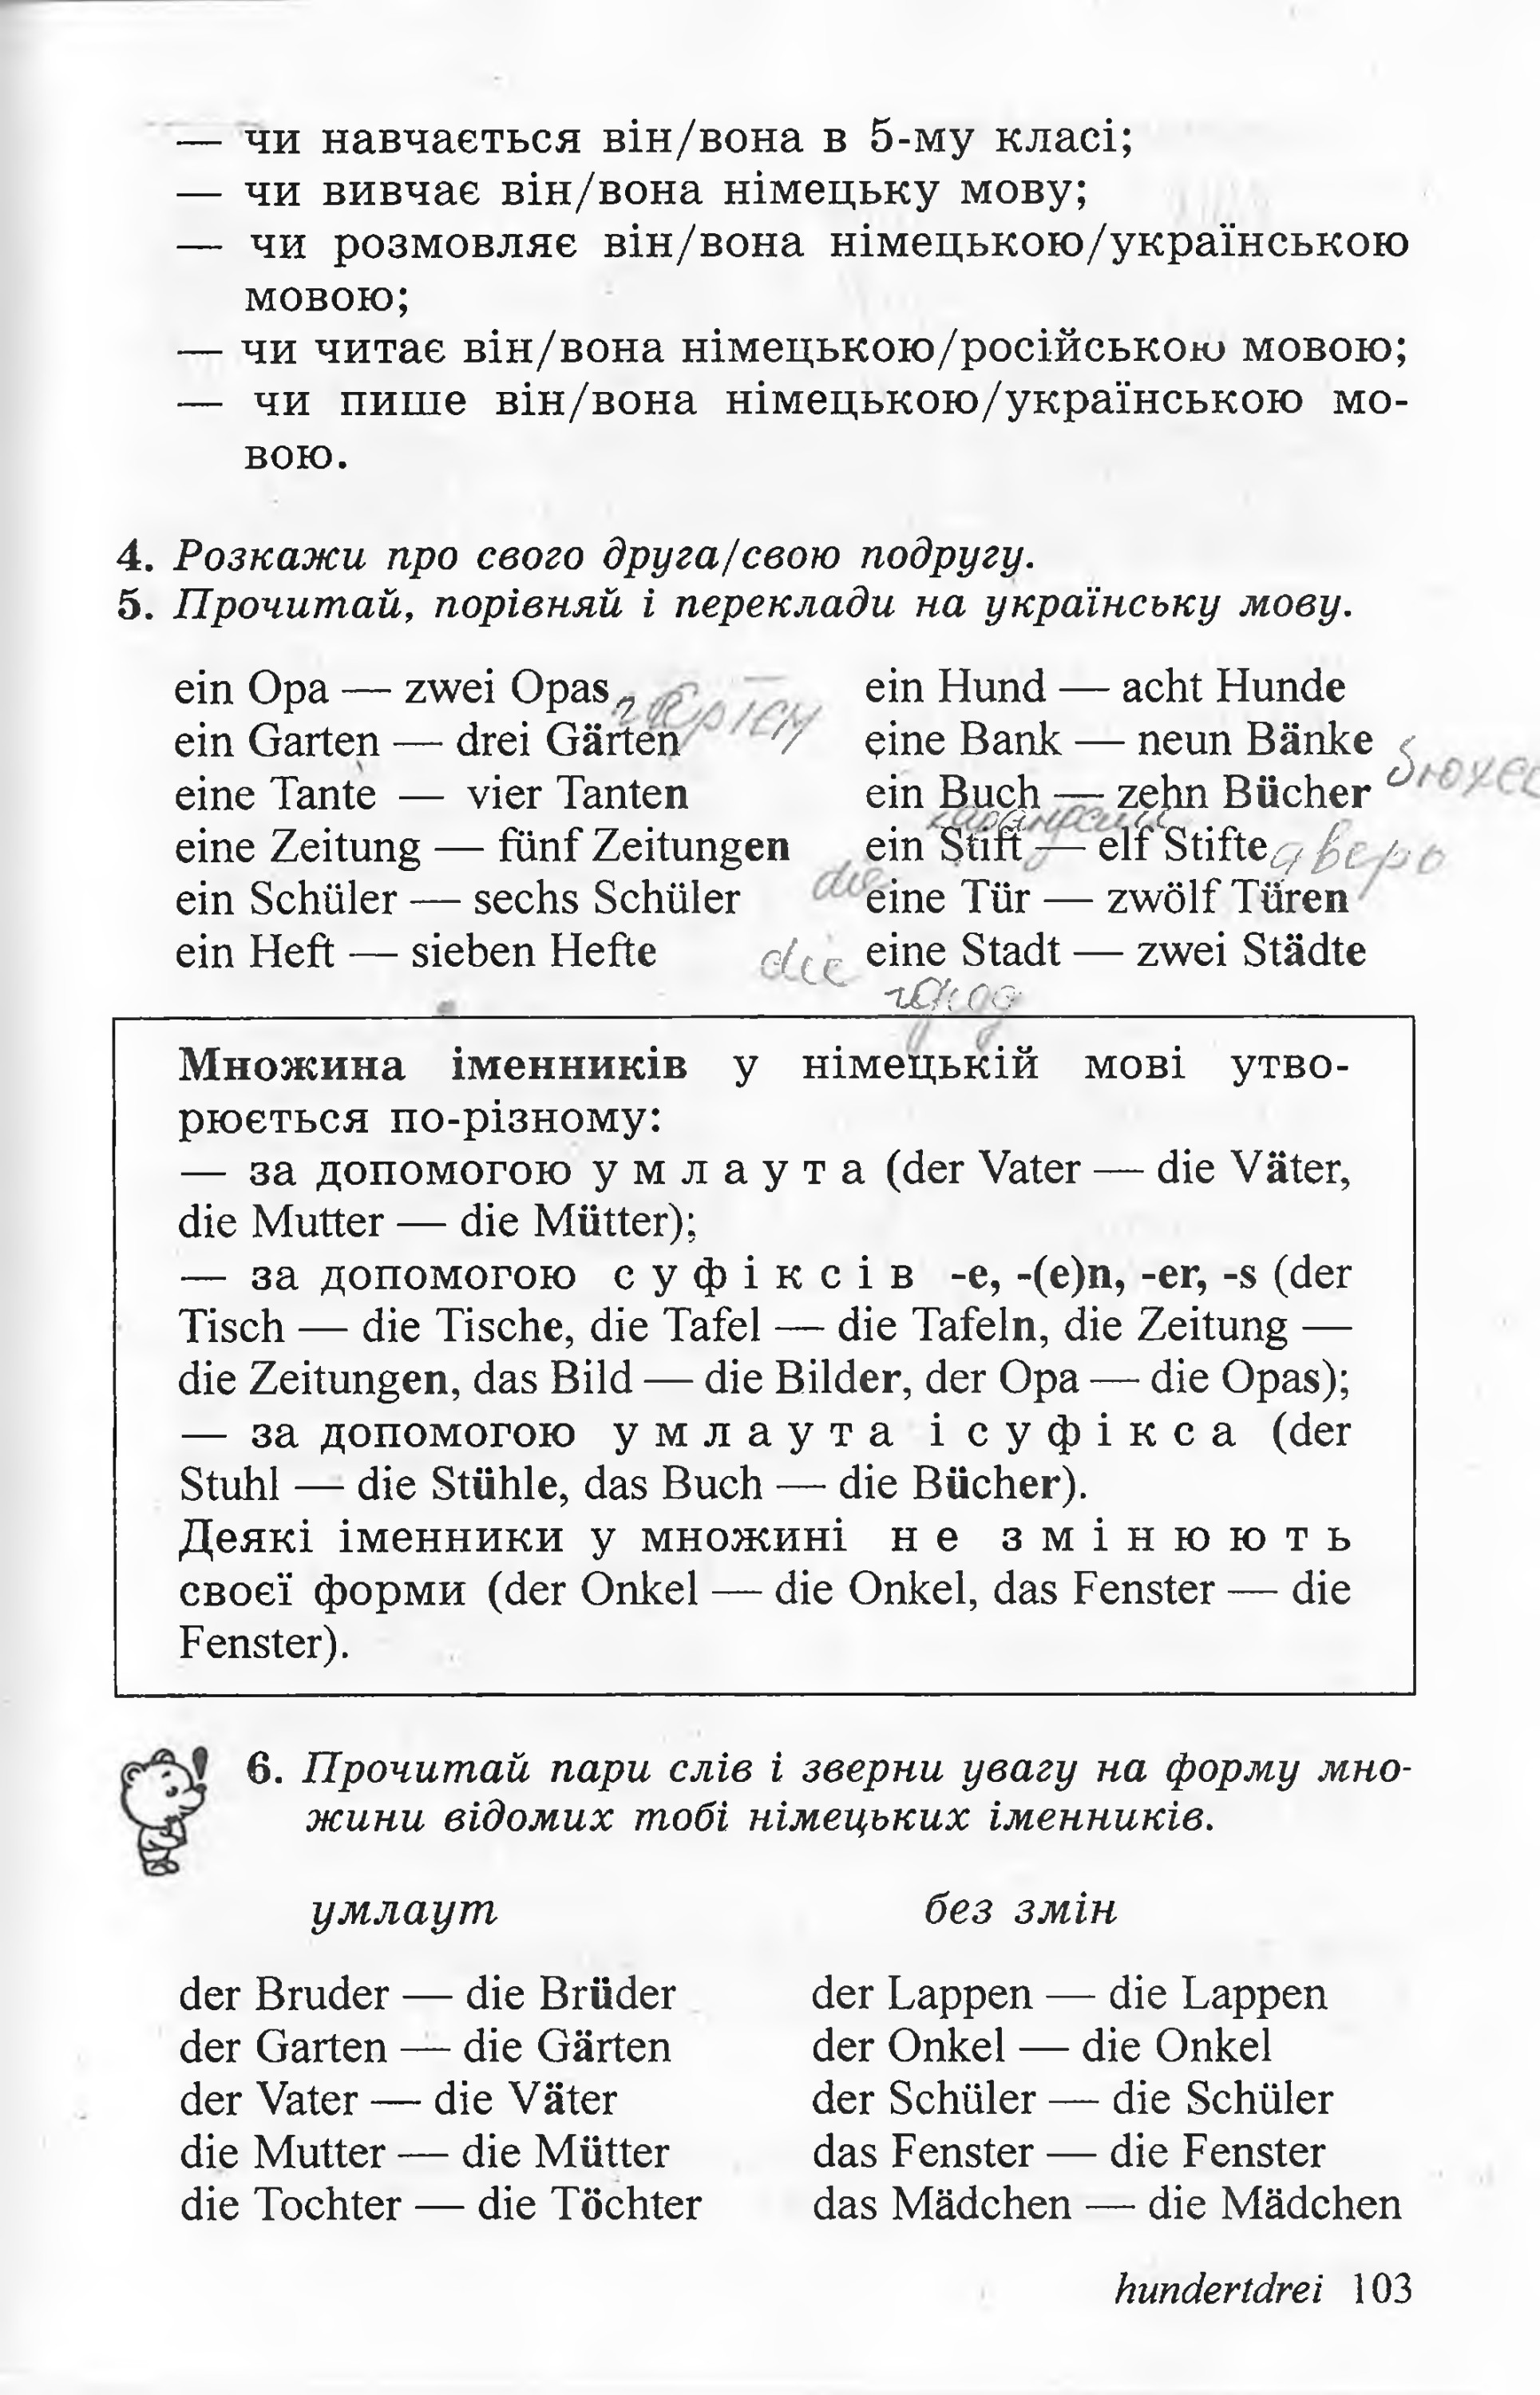 — чи навчається він/вона в 5-му класі;
— чи вивчає він/вона німецьку мову;
— чи розмовляє він/вона німецькою/українською
мовою;
— чи читає він/вона німецькою/російською мовою;
— чи пише він/вона німецькою/українською мо-
вою.
4. Розкажи про свого друга/свою подругу.
5. Прочитай, порівняй і переклади на українську мову.
ein Opa — zwei Opas
ein Garten — drei Gärten
eine Tante — vier Tanten
eine Zeitung — fünf Zeitungen
ein Schüler — sechs Schüler
ein Heft — sieben Hefte
ein Hund — acht Hunde
eine Bank — neun Bänke
ein Buch — zehn Bücher
ein Stift — elf Stifte
die eine Tür — zwölf Türen
die eine Stadt — zwei Städte
Множина іменників у німецькій мові утво-
рюється по-різному:
— за допомогою умлаута (der Vater — die Väter,
die Mutter — die Mütter);
— за допомогою суфіксів -e, -(e)n, -er, -s (der
Tisch — die Tische, die Tafel — die Tafeln, die Zeitung —
die Zeitungen, das Bild — die Bilder, der Opa — die Opas);
— за допомогою умлаута і суфікса (der
Stuhl — die Stühle, das Buch — die Bücher).
Деякі іменники у множині не змінюють
своєї форми (der Onkel — die Onkel, das Fenster — die
Fenster).
6. Прочитай пари слів і зверни увагу на форму мно-
жини відомих тобі німецьких іменників.
умлаут
der Bruder — die Brüder
der Garten — die Gärten
der Vater — die Väter
die Mutter — die Mütter
die Tochter — die Töchter
без змін
der Lappen — die Lappen
der Onkel — die Onkel
der Schüler — die Schüler
das Fenster — die Fenster
das Mädchen — die Mädchen
hundertdrei 103